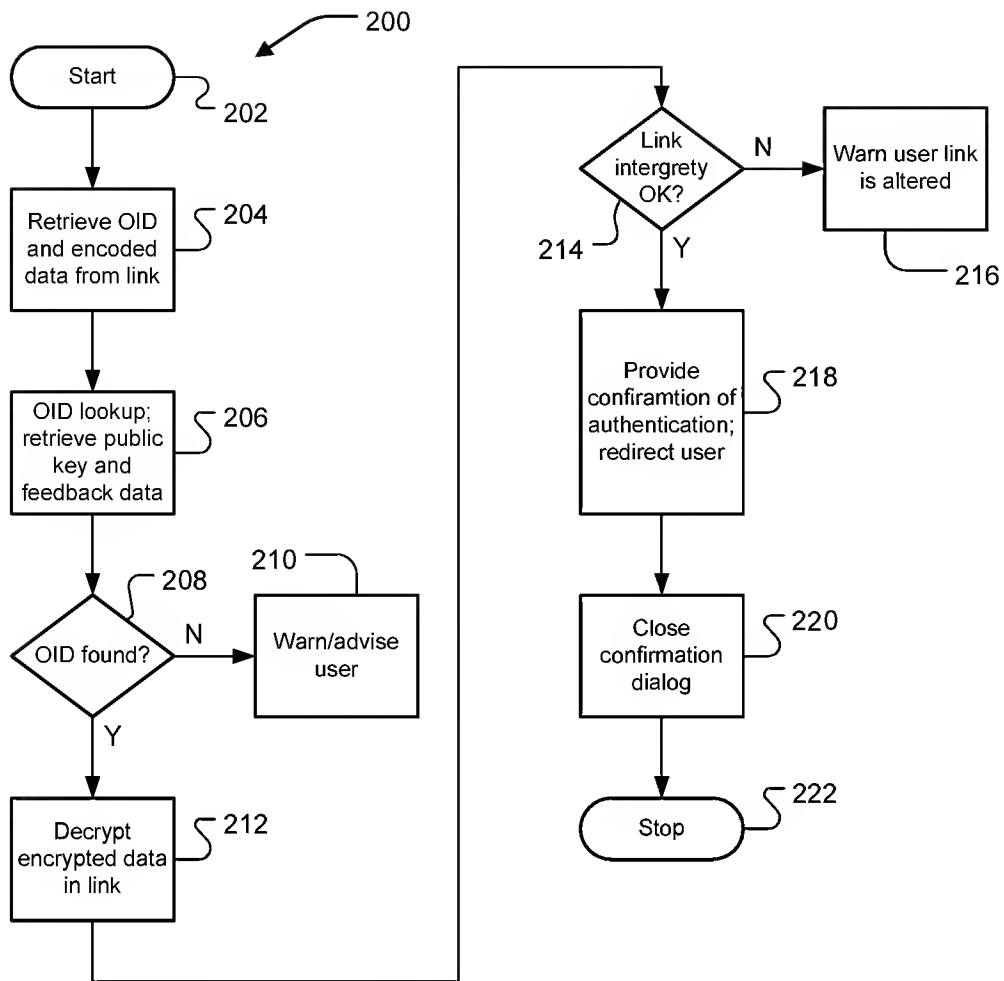 200
Start
202
Retrieve OID
and encoded
data from link
204
OID lookup;
retrieve public
key and
feedback data
206
208
OID found?
N
Y
210
Warn/advise
user
Decrypt
encrypted data
in link
212
Link
intergrety
OK?
N
Y
214
Warn user link
is altered
216
Provide
confiramtion of
authentication;
redirect user
218
Close
confirmation
dialog
220
Stop
222